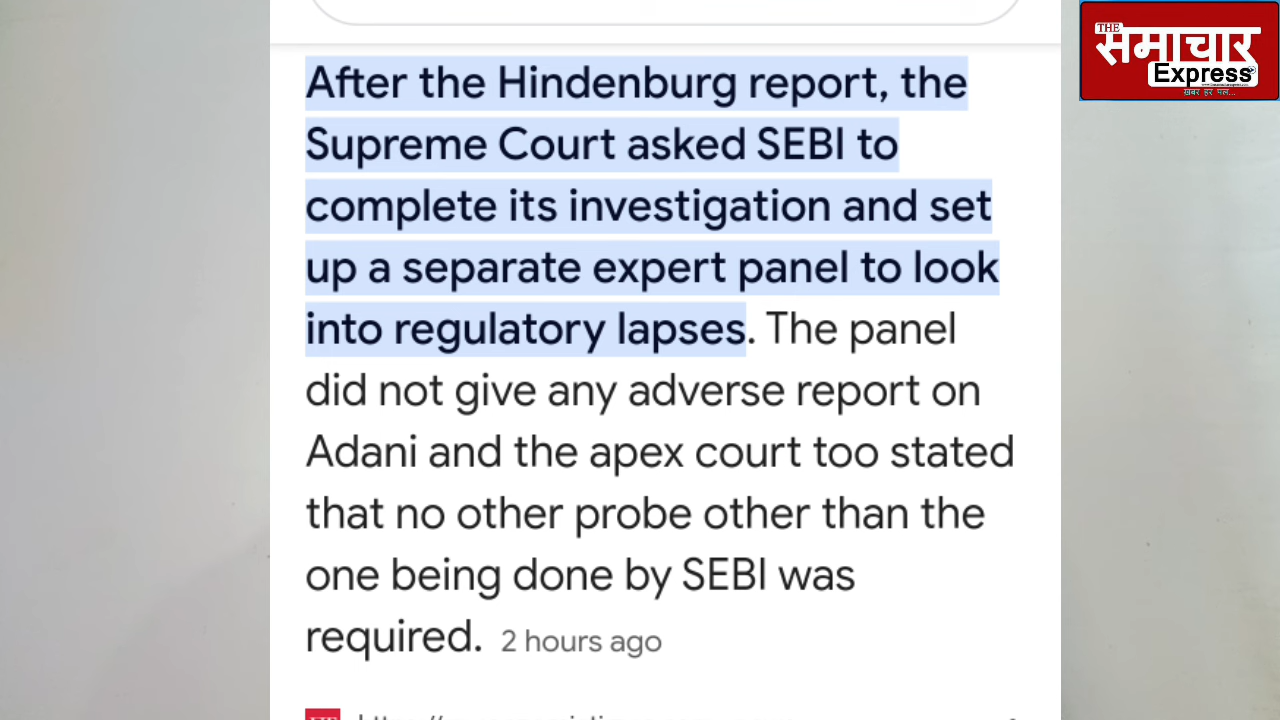 After the Hindenburg report, the
Supreme Court asked SEBI to
complete its investigation and set
up a separate expert panel to look
into regulatory lapses. The panel
did not give any adverse report on
Adani and the apex court too stated
that no other probe other than the
one being done by SEBI was
required. 2 hours ago
THE
समाचार
Express
ख़बर हर पल...